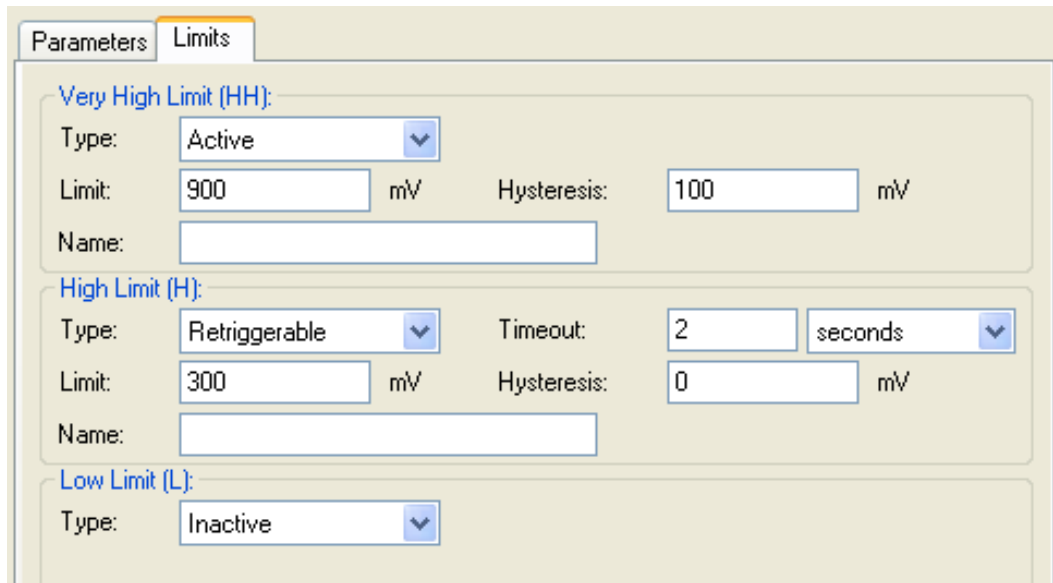 Parameters Limits
Very High Limit (HH):
Type: Active
Limit: 900 mV Hysteresis: 100 mV
Name:
High Limit (H):
Type: Retriggerable Timeout: 2 seconds
Limit: 300 mV Hysteresis: 0 mV
Name:
Low Limit (L):
Type: Inactive